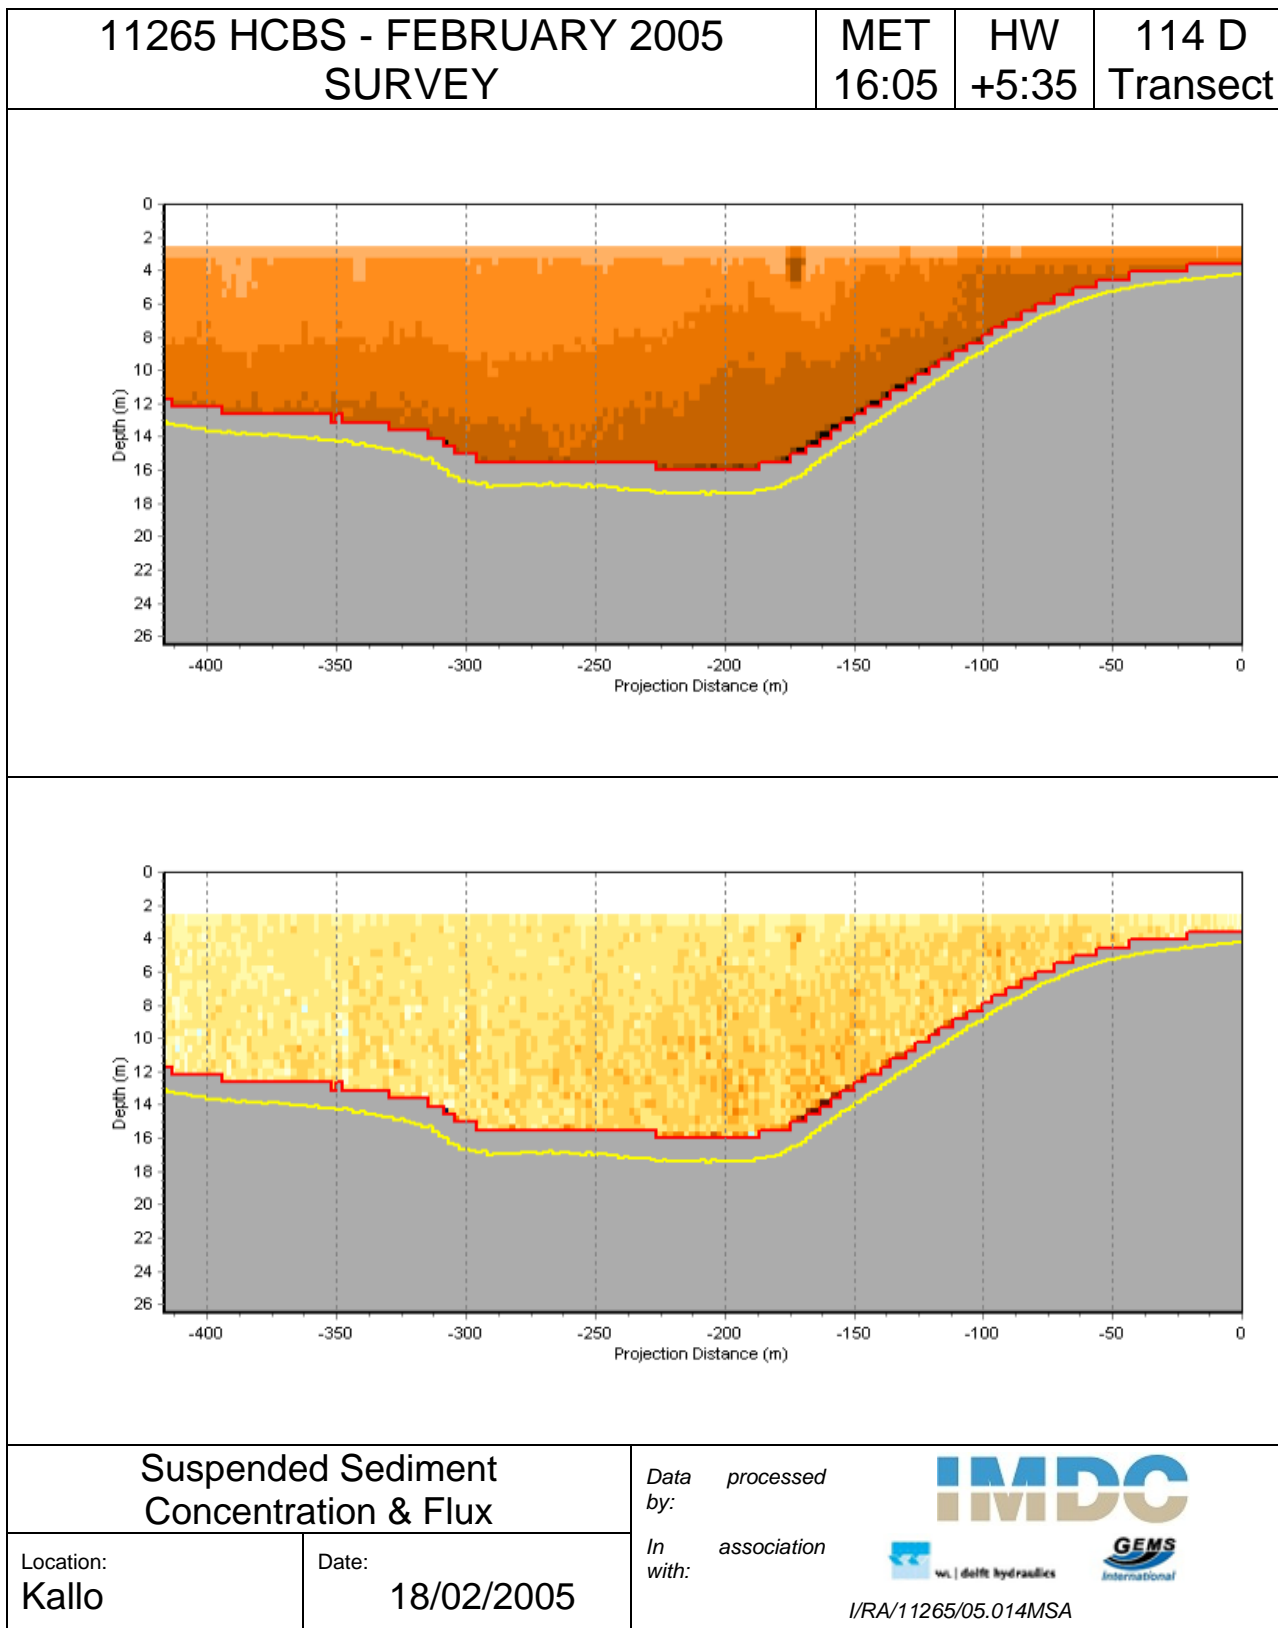 11265 HCBS - FEBRUARY 2005
SURVEY
MET
16:05
HW
+5:35
114 D
Transect
0
2
4
6
8
10
12
14
16
18
20
22
24
26
Depth (m)
-400
-350
-300
-250
-200
-150
-100
-50
0
Projection Distance (m)
0
2
4
6
8
10
12
14
16
18
20
22
24
26
Depth (m)
-400
-350
-300
-250
-200
-150
-100
-50
0
Projection Distance (m)
Suspended Sediment
Concentration & Flux
Location:
Kallo
Date:
18/02/2005
Data processed
by:
IMDC
In association
with:
wl | delft hydraulics
GEMS
International
I/RA/11265/05.014MSA